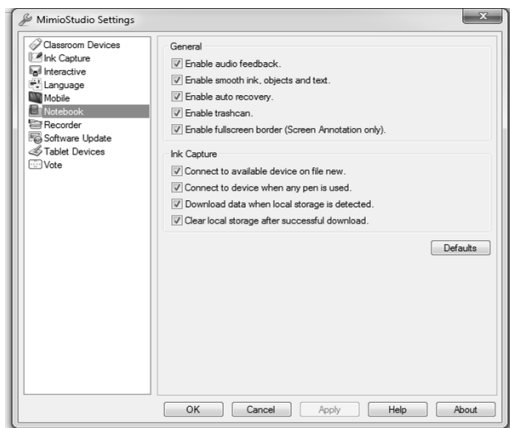 MimioStudio Settings
Classroom Devices
Ink Capture
Interactive
Language
Mobile
Notebook
Recorder
Software Update
Tablet Devices
Vote
General
Enable audio feedback.
Enable smooth ink, objects and text.
Enable auto recovery.
Enable trashcan.
Enable fullscreen border (Screen Annotation only).
Ink Capture
Connect to available device on file new.
Connect to device when any pen is used.
Download data when local storage is detected.
Clear local storage after successful download.
Defaults
OK Cancel Apply Help About